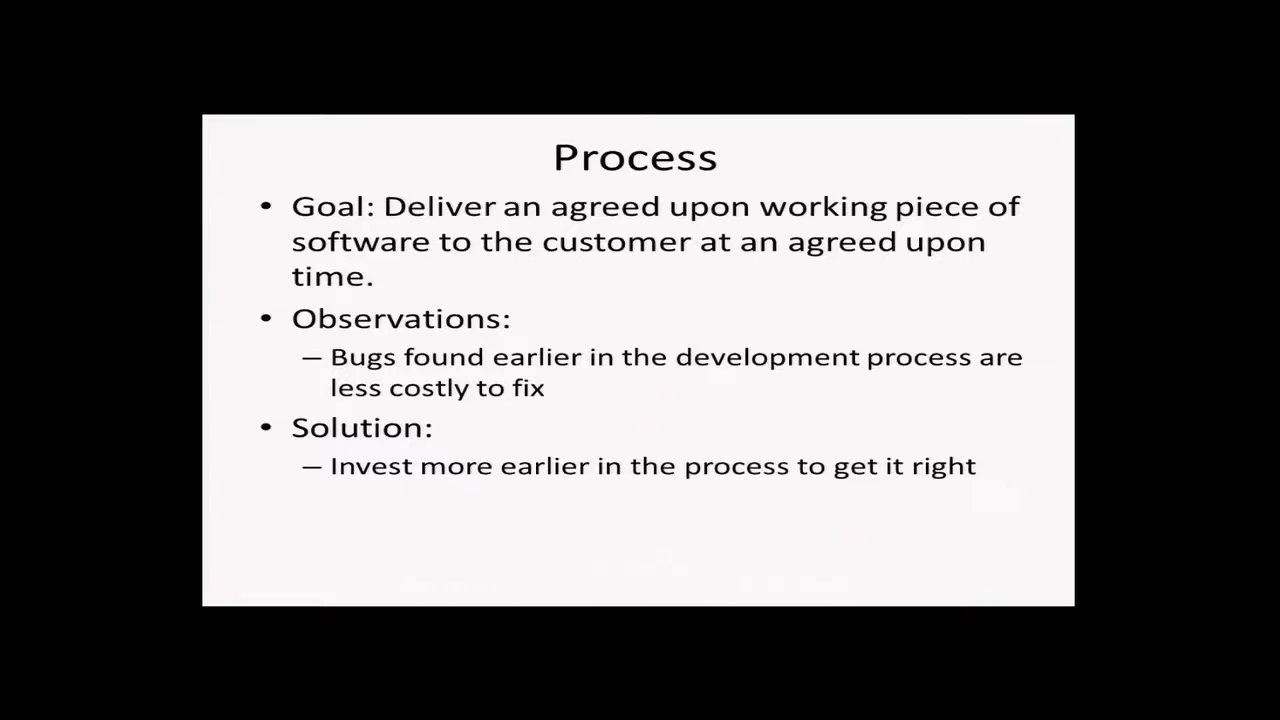 Process
• Goal: Deliver an agreed upon working piece of
software to the customer at an agreed upon
time.
• Observations:
– Bugs found earlier in the development process are
less costly to fix
• Solution:
– Invest more earlier in the process to get it right